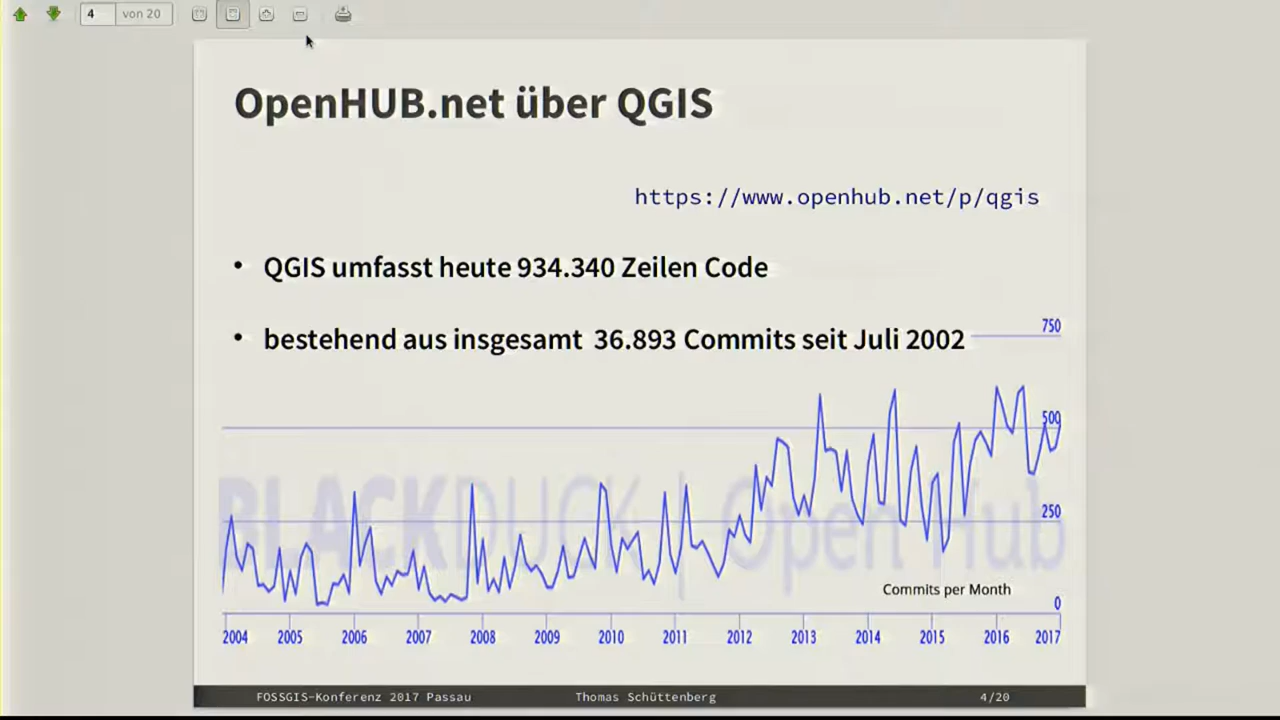 4 von 20
OpenHUB.net über QGIS
https://www.openhub.net/p/qgis
• QGIS umfasst heute 934.340 Zeilen Code
• bestehend aus insgesamt 36.893 Commits seit Juli 2002
750
500
250
BLACKDUCK | Open Hub
Commits per Month
0
2004 2005 2006 2007 2008 2009 2010 2011 2012 2013 2014 2015 2016 2017
FOSSGIS-Konferenz 2017 Passau Thomas Schüttenberg 4/20